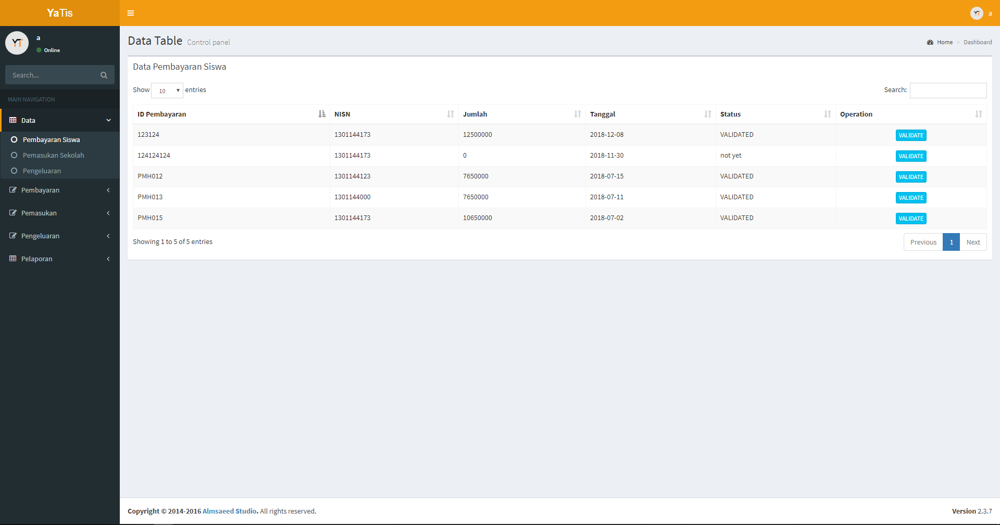 YaTis
a
YT
a
Online
Search...
MAIN NAVIGATION
Data
Pembayaran Siswa
Pemasukan Sekolah
Pengeluaran
Pembayaran
Pemasukan
Pengeluaran
Pelaporan
Data Table Control panel
Home > Dashboard
Data Pembayaran Siswa
Show 10 entries
Search:
ID Pembayaran NISN Jumlah Tanggal Status Operation
123124 1301144173 12500000 2018-12-08 VALIDATED VALIDATE
124124124 1301144173 0 2018-11-30 not yet VALIDATE
PMH012 1301144123 7650000 2018-07-15 VALIDATED VALIDATE
PMH013 1301144000 7650000 2018-07-11 VALIDATED VALIDATE
PMH015 1301144173 10650000 2018-07-02 VALIDATED VALIDATE
Showing 1 to 5 of 5 entries
Previous 1 Next
Copyright © 2014-2016 Almsaeed Studio. All rights reserved.
Version 2.3.7